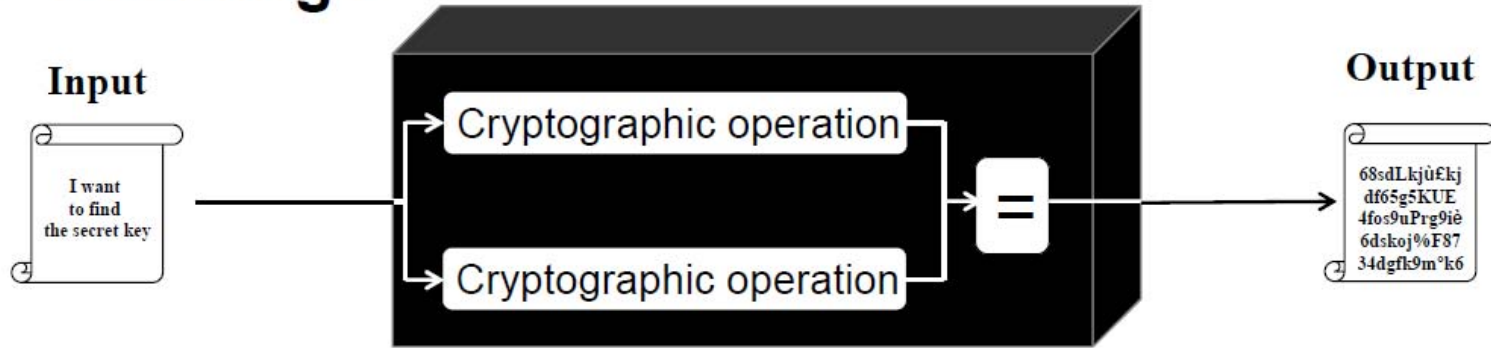 Input
I want
to find
the secret key
Cryptographic operation
Cryptographic operation
=
Output
68sdLkjù£kj
df65g5KUE
4fos9uPrg9iè
6dskoj%F87
34dgfk9m°k6